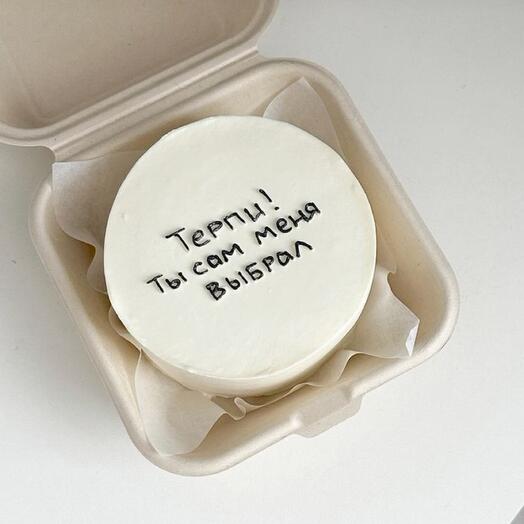 Терпи!
Ты сам меня
выбрал